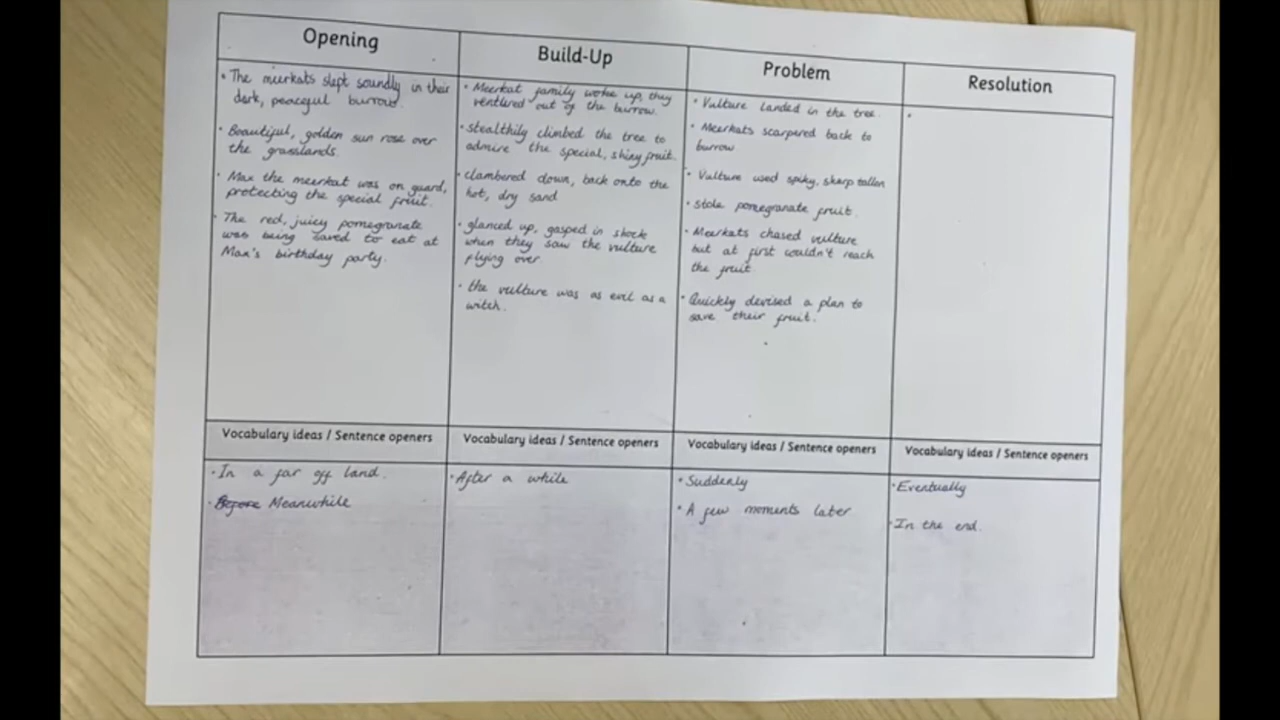 Opening
• The meerkats slept soundly in their
dark, peaceful burrow.
• Beautiful, golden sun rose over
the grasslands.
• Max the meerkat was on guard,
protecting the special fruit.
• The red, juicy pomegranate
was being saved to eat at
Max's birthday party.
Build-Up
• Meerkat family woke up, they
ventured out of the burrow.
• stealthily climbed the tree to
admire the special, shiny fruit.
• clambered down, back onto the
hot, dry sand
• glanced up, gasped in shock
when they saw the vulture
flying over.
• the vulture was as evil as a
witch.
Problem
• Vulture landed in the tree.
• Meerkats scarpered back to
burrow
• Vulture used spiky, sharp tallon
• stole pomegranate fruit.
• Meerkats chased vulture
but at first couldn't reach
the fruit
• Quickly devised a plan to
save their fruit.
Resolution
•
Vocabulary ideas / Sentence openers
• In a far off land.
• Before Meanwhile
Vocabulary ideas / Sentence openers
• After a while
Vocabulary ideas / Sentence openers
• Suddenly
• A few moments later
Vocabulary ideas / Sentence openers
• Eventually
• In the end.